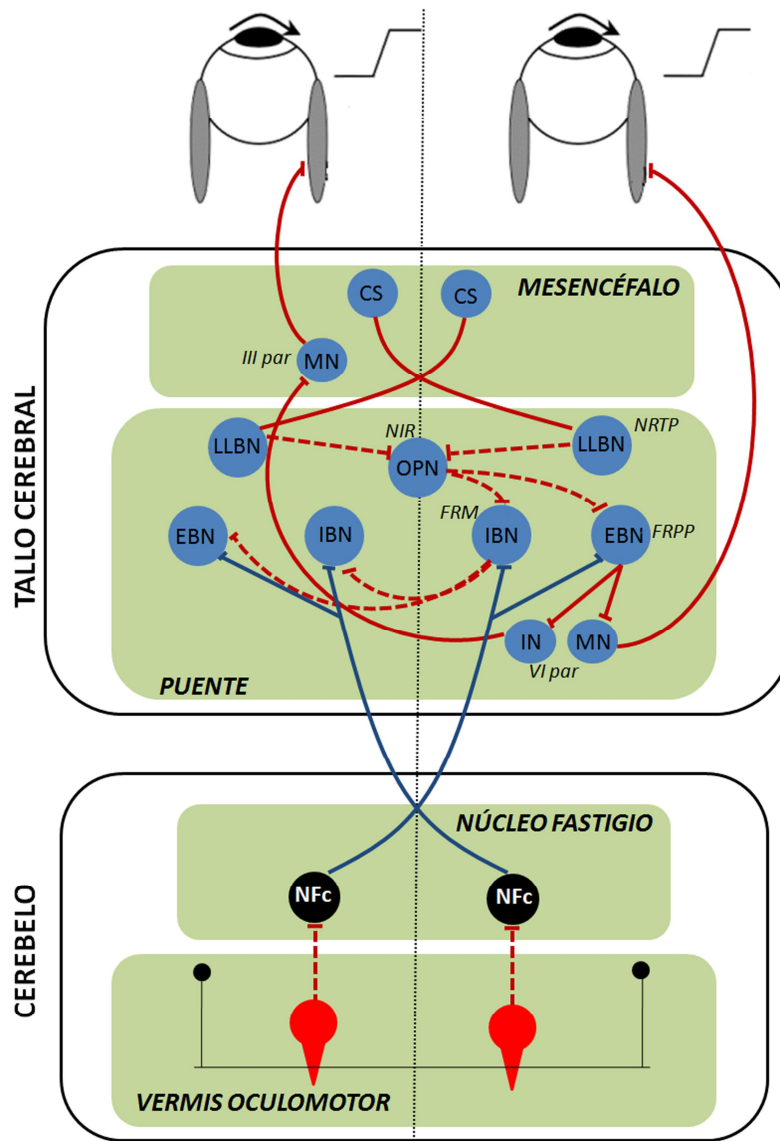 CS
CS
MESENCÉFALO
III par
MN
TALLO CEREBRAL
LLBN
NIR
OPN
LLBN
NRTP
EBN
IBN
FRM
IBN
EBN
FRPP
IN
MN
VI par
PUENTE
CEREBELO
NÚCLEO FASTIGIO
NFc
NFc
VERMIS OCULOMOTOR